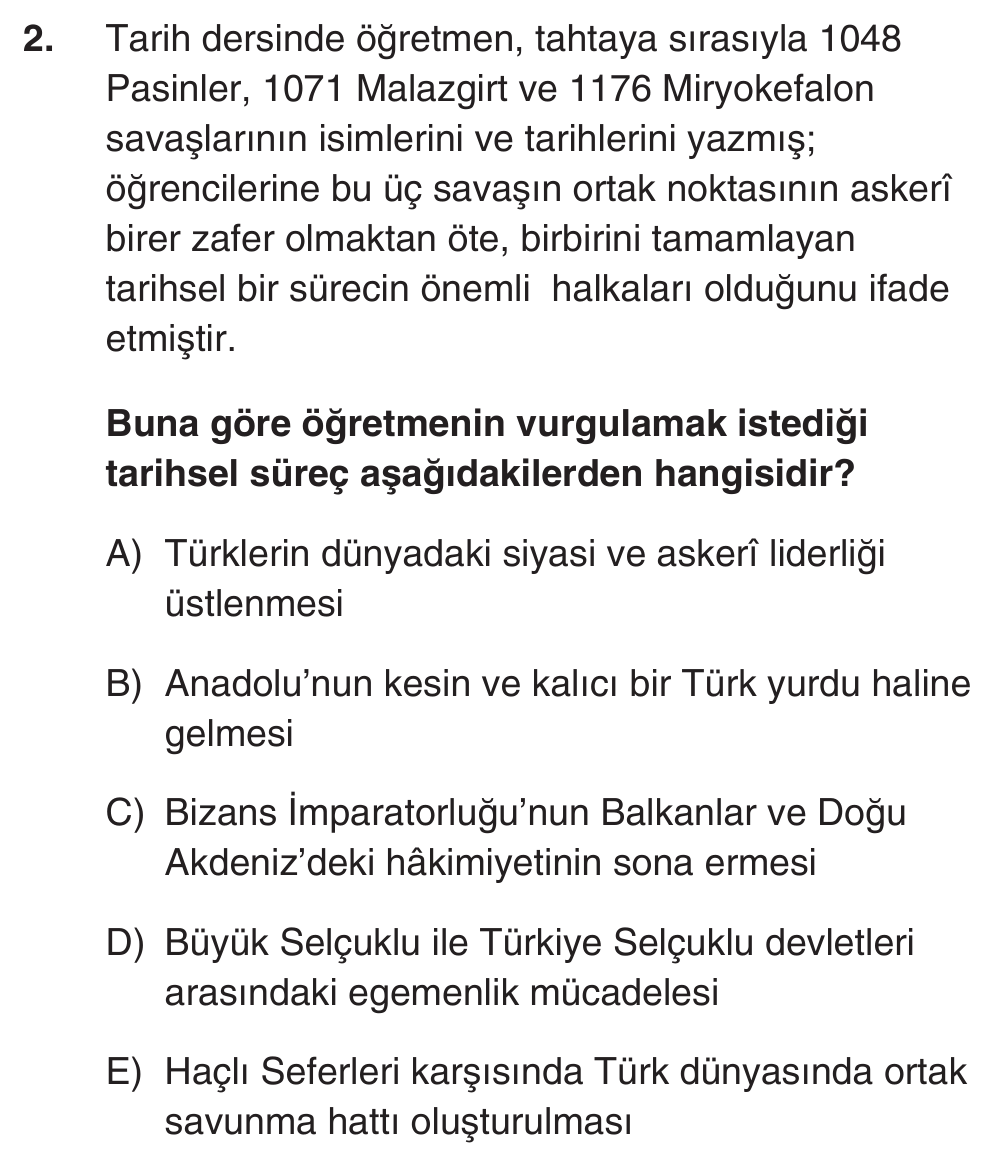 2. Tarih dersinde öğretmen, tahtaya sırasıyla 1048
Pasinler, 1071 Malazgirt ve 1176 Miryokefalon
savaşlarının isimlerini ve tarihlerini yazmış;
öğrencilerine bu üç savaşın ortak noktasının askerî
birer zafer olmaktan öte, birbirini tamamlayan
tarihsel bir sürecin önemli halkaları olduğunu ifade
etmiştir.
Buna göre öğretmenin vurgulamak istediği
tarihsel süreç aşağıdakilerden hangisidir?
A) Türklerin dünyadaki siyasi ve askerî liderliği
üstlenmesi
B) Anadolu’nun kesin ve kalıcı bir Türk yurdu haline
gelmesi
C) Bizans İmparatorluğu’nun Balkanlar ve Doğu
Akdeniz’deki hâkimiyetinin sona ermesi
D) Büyük Selçuklu ile Türkiye Selçuklu devletleri
arasındaki egemenlik mücadelesi
E) Haçlı Seferleri karşısında Türk dünyasında ortak
savunma hattı oluşturulması